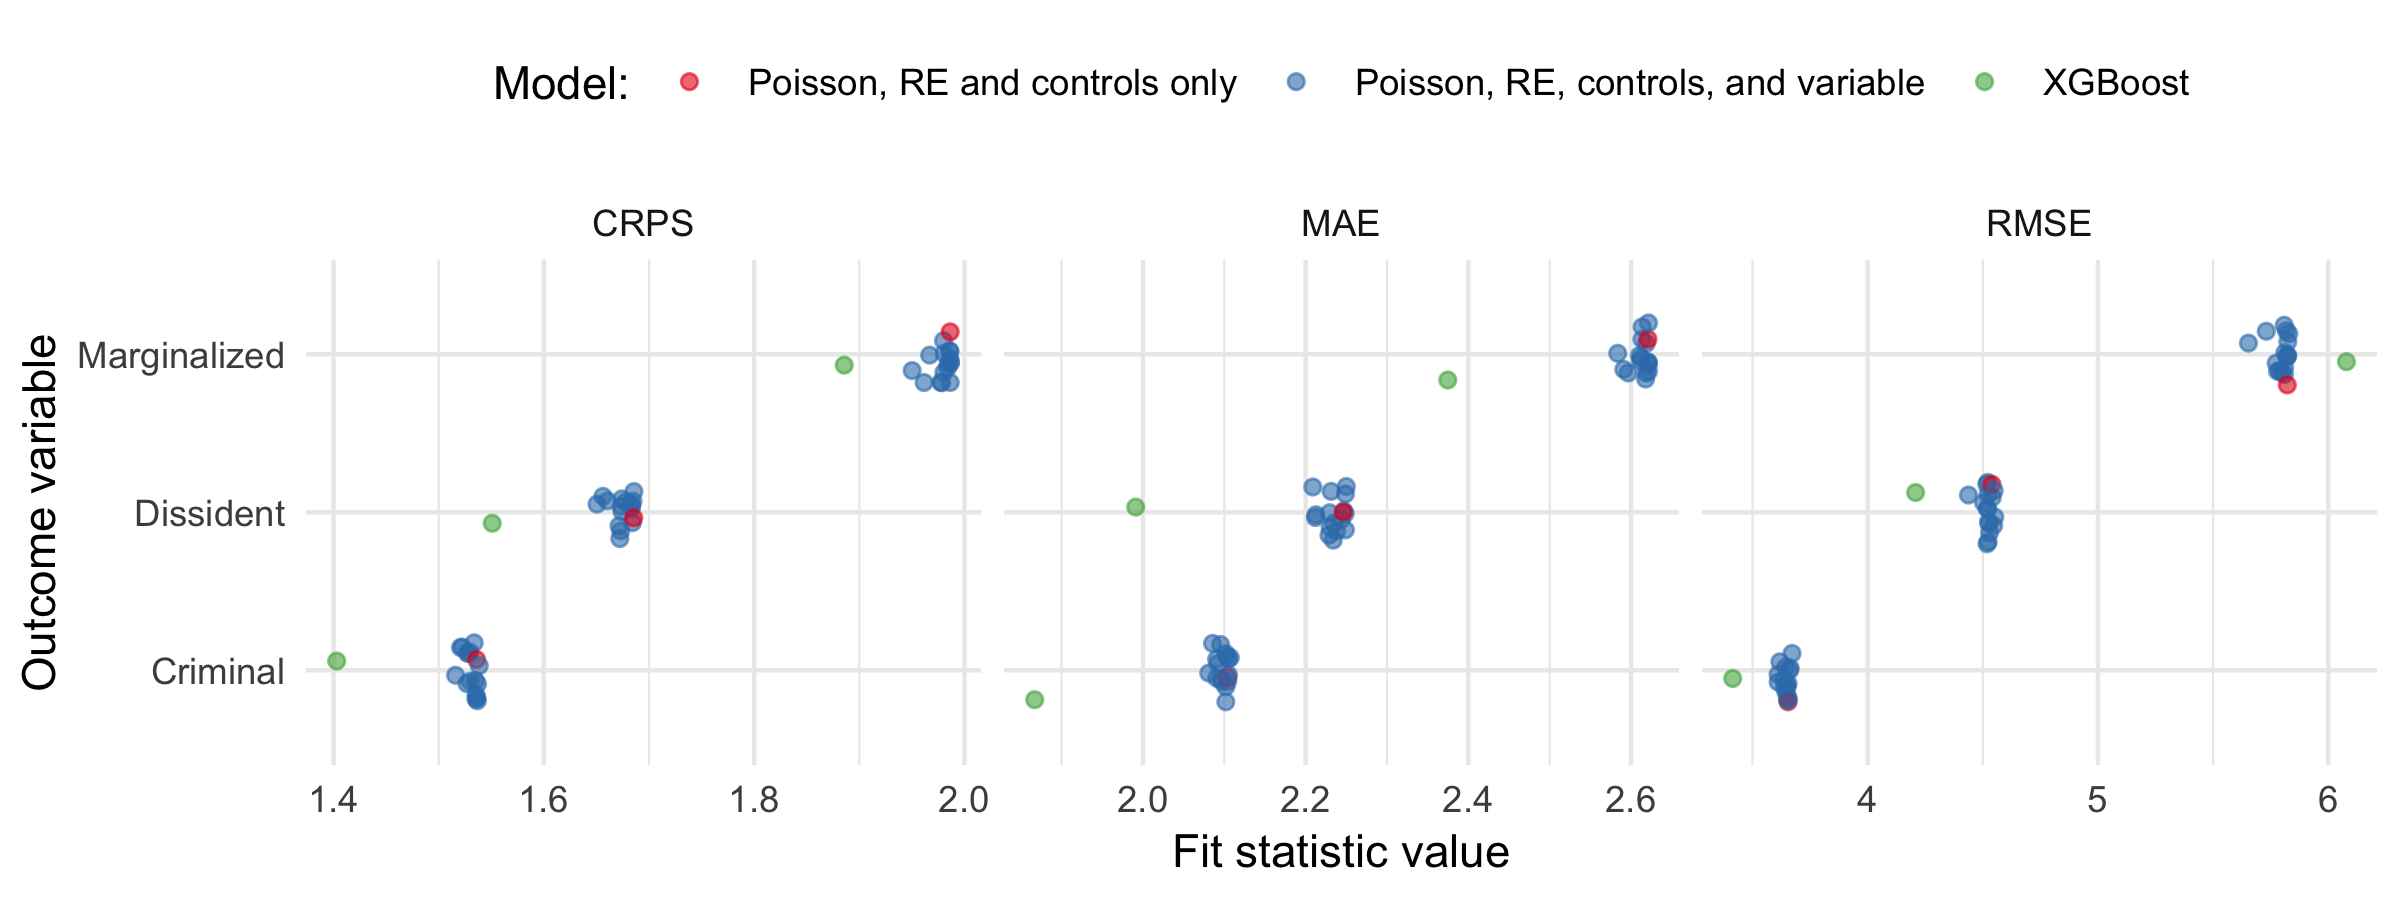 Model: Poisson, RE and controls only Poisson, RE, controls, and variable XGBoost
CRPS MAE RMSE
Outcome variable
Marginalized
Dissident
Criminal
1.4 1.6 1.8 2.0 2.0 2.2 2.4 2.6 4 5 6
Fit statistic value